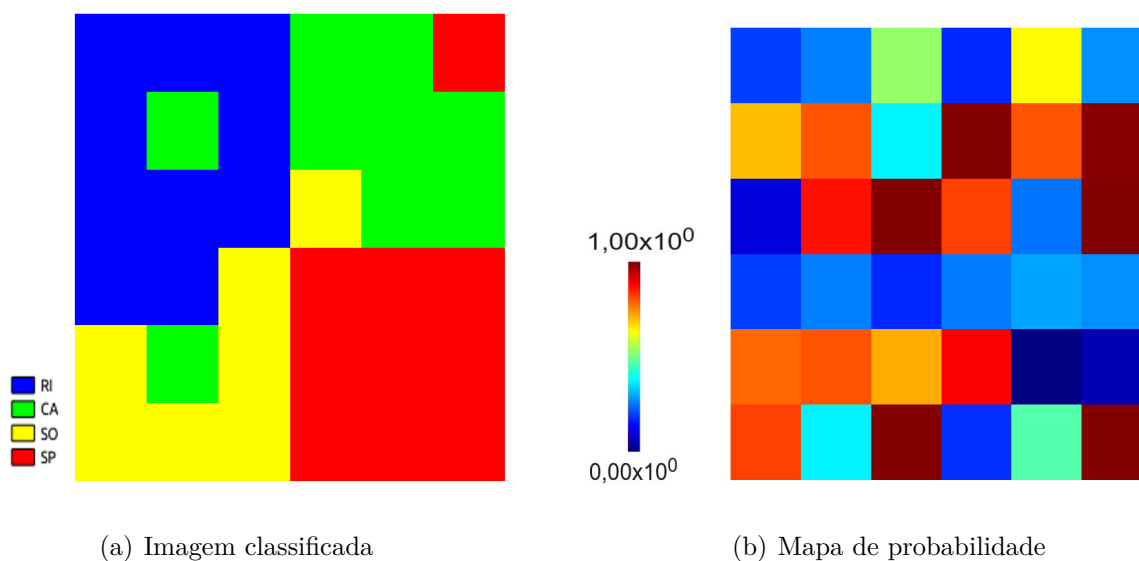 RI
CA
SO
SP
1,00x10⁰
0,00x10⁰
(a) Imagem classificada
(b) Mapa de probabilidade